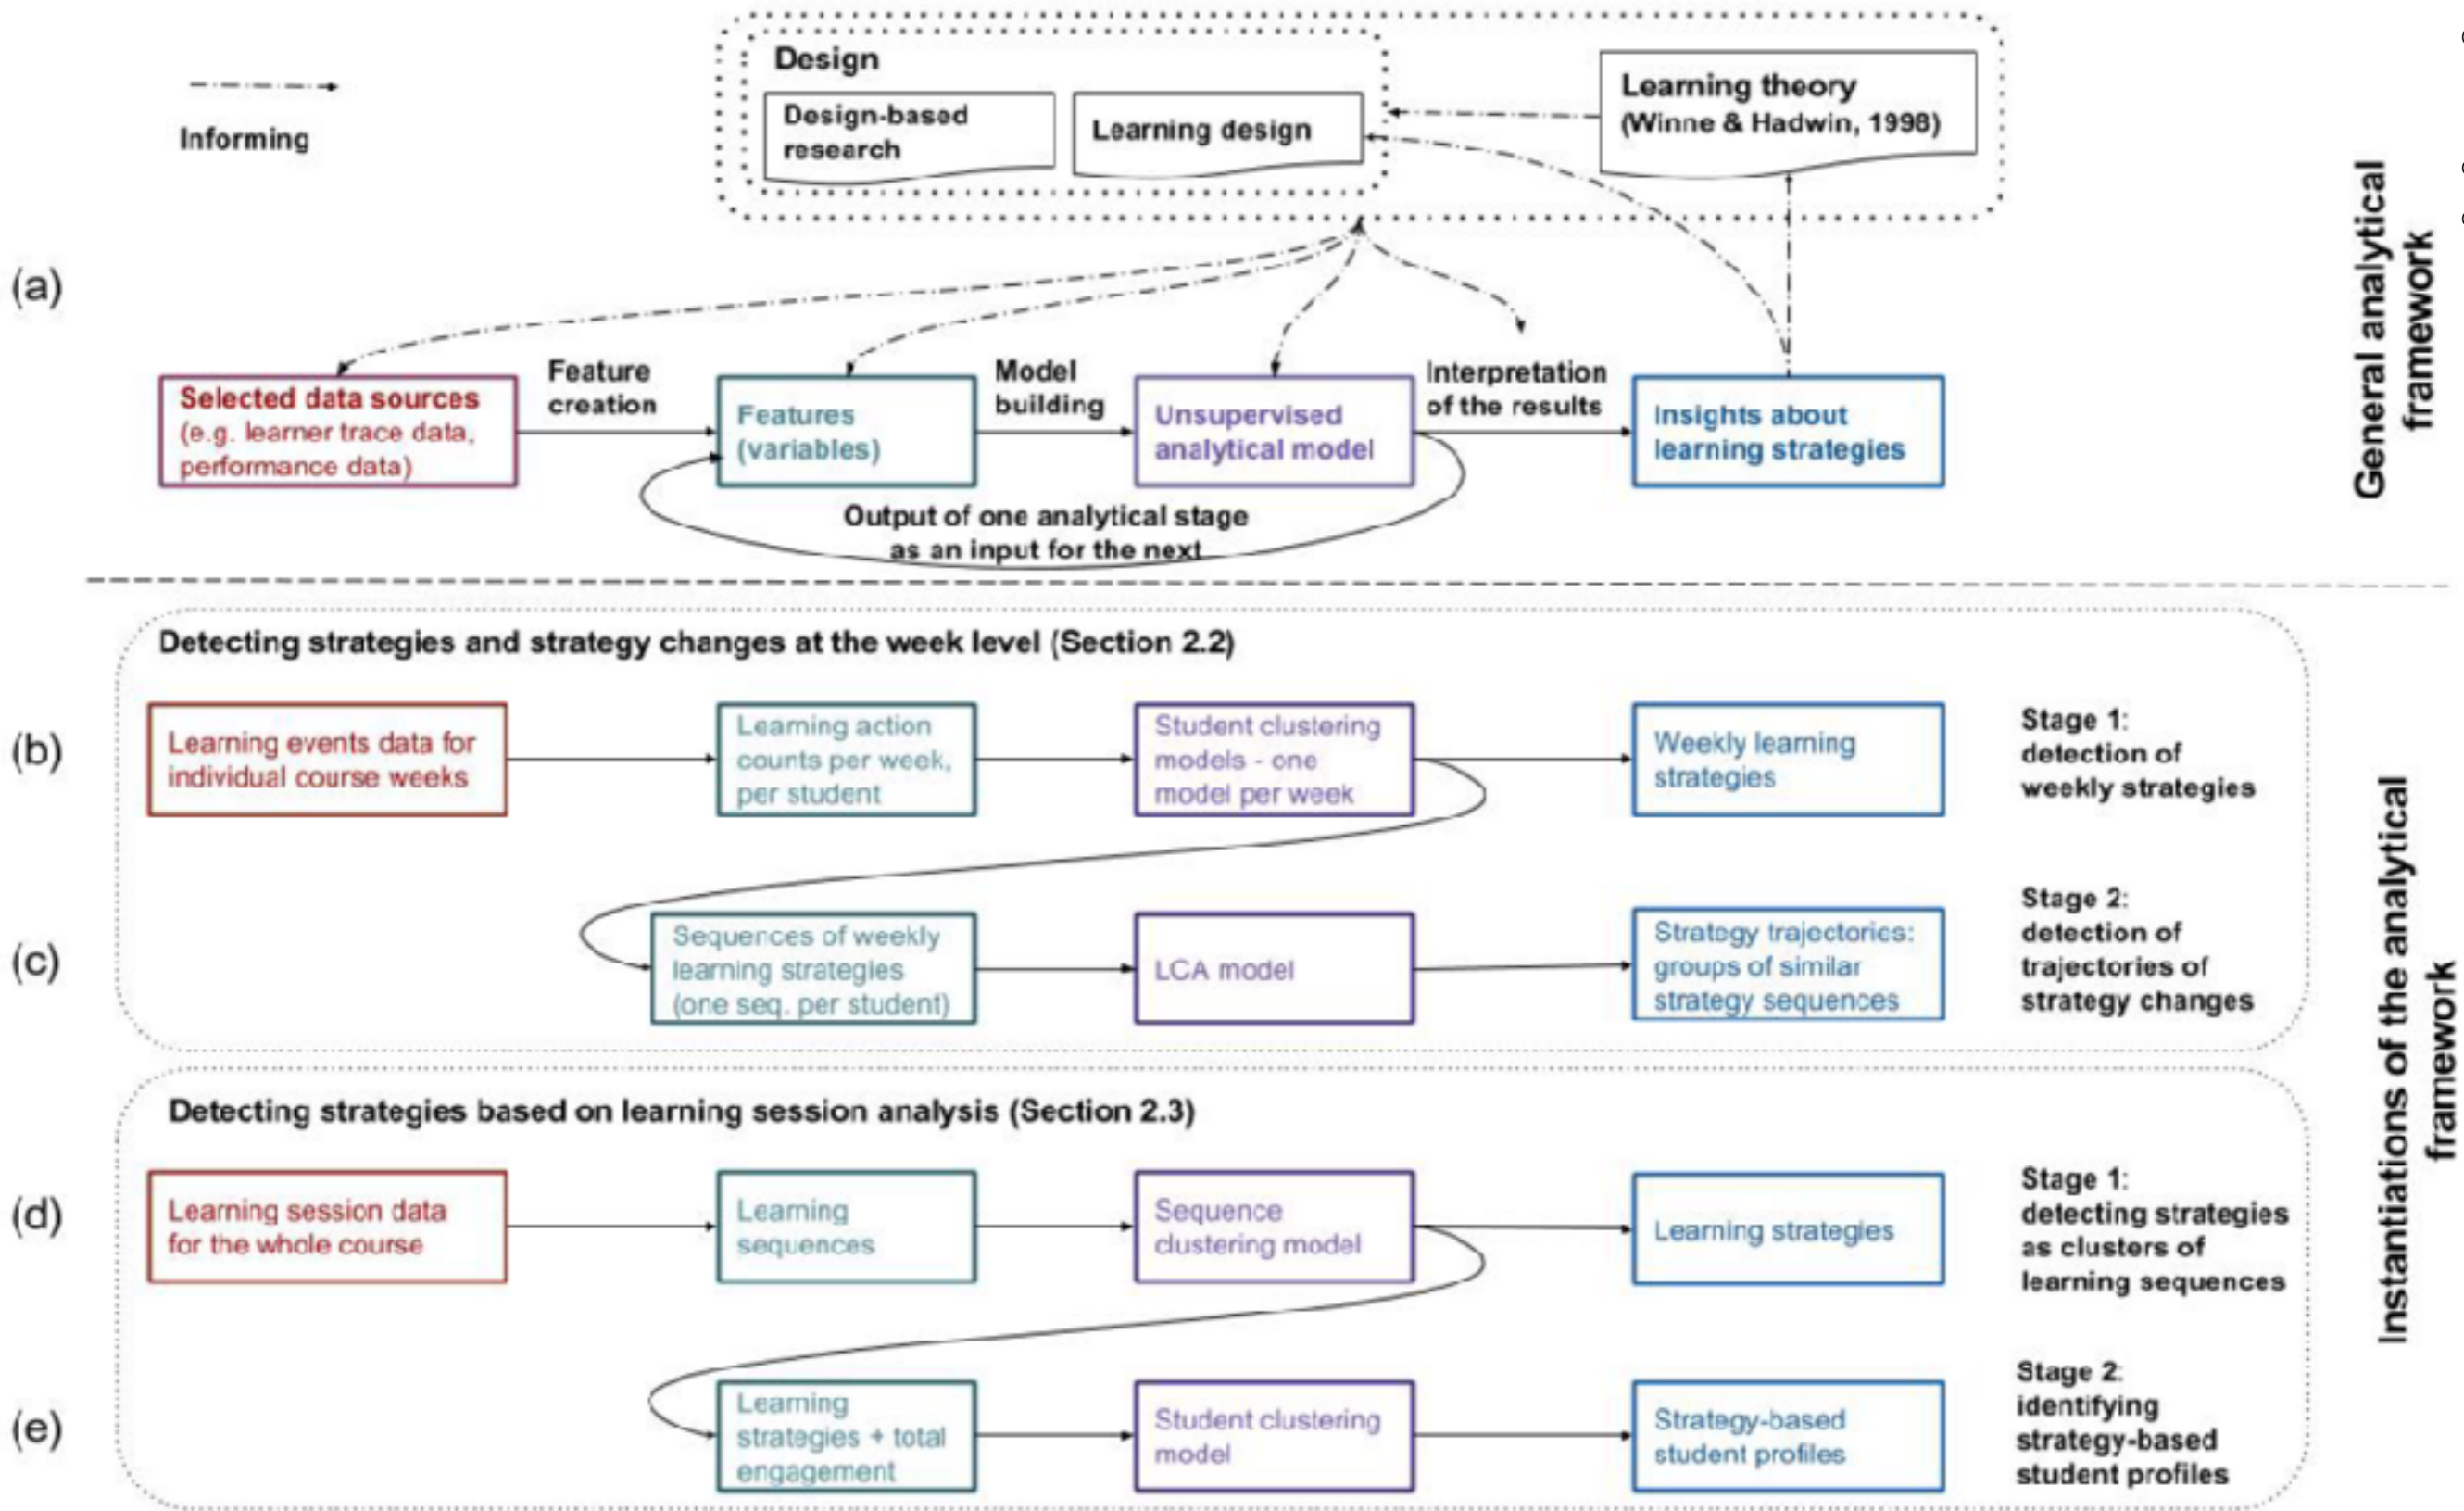 Informing
Design
Design-based
research
Learning design
Learning theory
(Winne & Hadwin, 1998)
(a)
Selected data sources
(e.g. learner trace data,
performance data)
Feature
creation
Features
(variables)
Model
building
Unsupervised
analytical model
Interpretation
of the results
Insights about
learning strategies
Output of one analytical stage
as an input for the next
General analytical
framework
Detecting strategies and strategy changes at the week level (Section 2.2)
(b)
Learning events data for
individual course weeks
Learning action
counts per week,
per student
Student clustering
models - one
model per week
Weekly learning
strategies
Stage 1:
detection of
weekly strategies
(c)
Sequences of weekly
learning strategies
(one seq. per student)
LCA model
Strategy trajectories:
groups of similar
strategy sequences
Stage 2:
detection of
trajectories of
strategy changes
Detecting strategies based on learning session analysis (Section 2.3)
(d)
Learning session data
for the whole course
Learning
sequences
Sequence
clustering model
Learning strategies
Stage 1:
detecting strategies
as clusters of
learning sequences
(e)
Learning
strategies + total
engagement
Student clustering
model
Strategy-based
student profiles
Stage 2:
identifying
strategy-based
student profiles
Instantiations of the analytical
framework